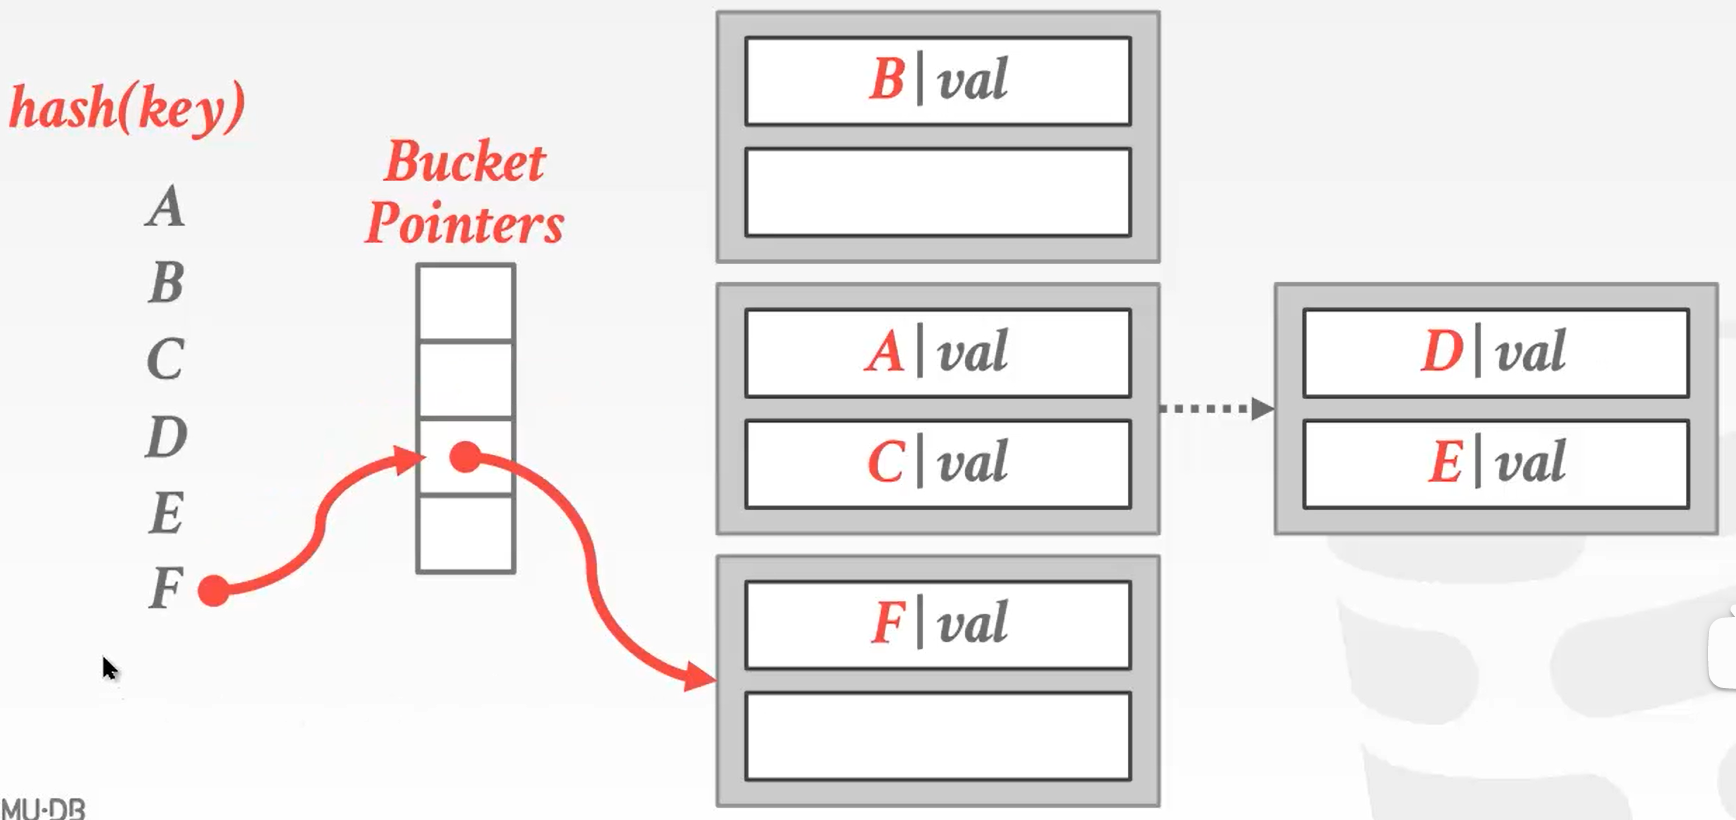 hash(key)
A
B
C
D
E
F
Bucket
Pointers
B|val
A|val
C|val
F|val
D|val
E|val
MU·DB